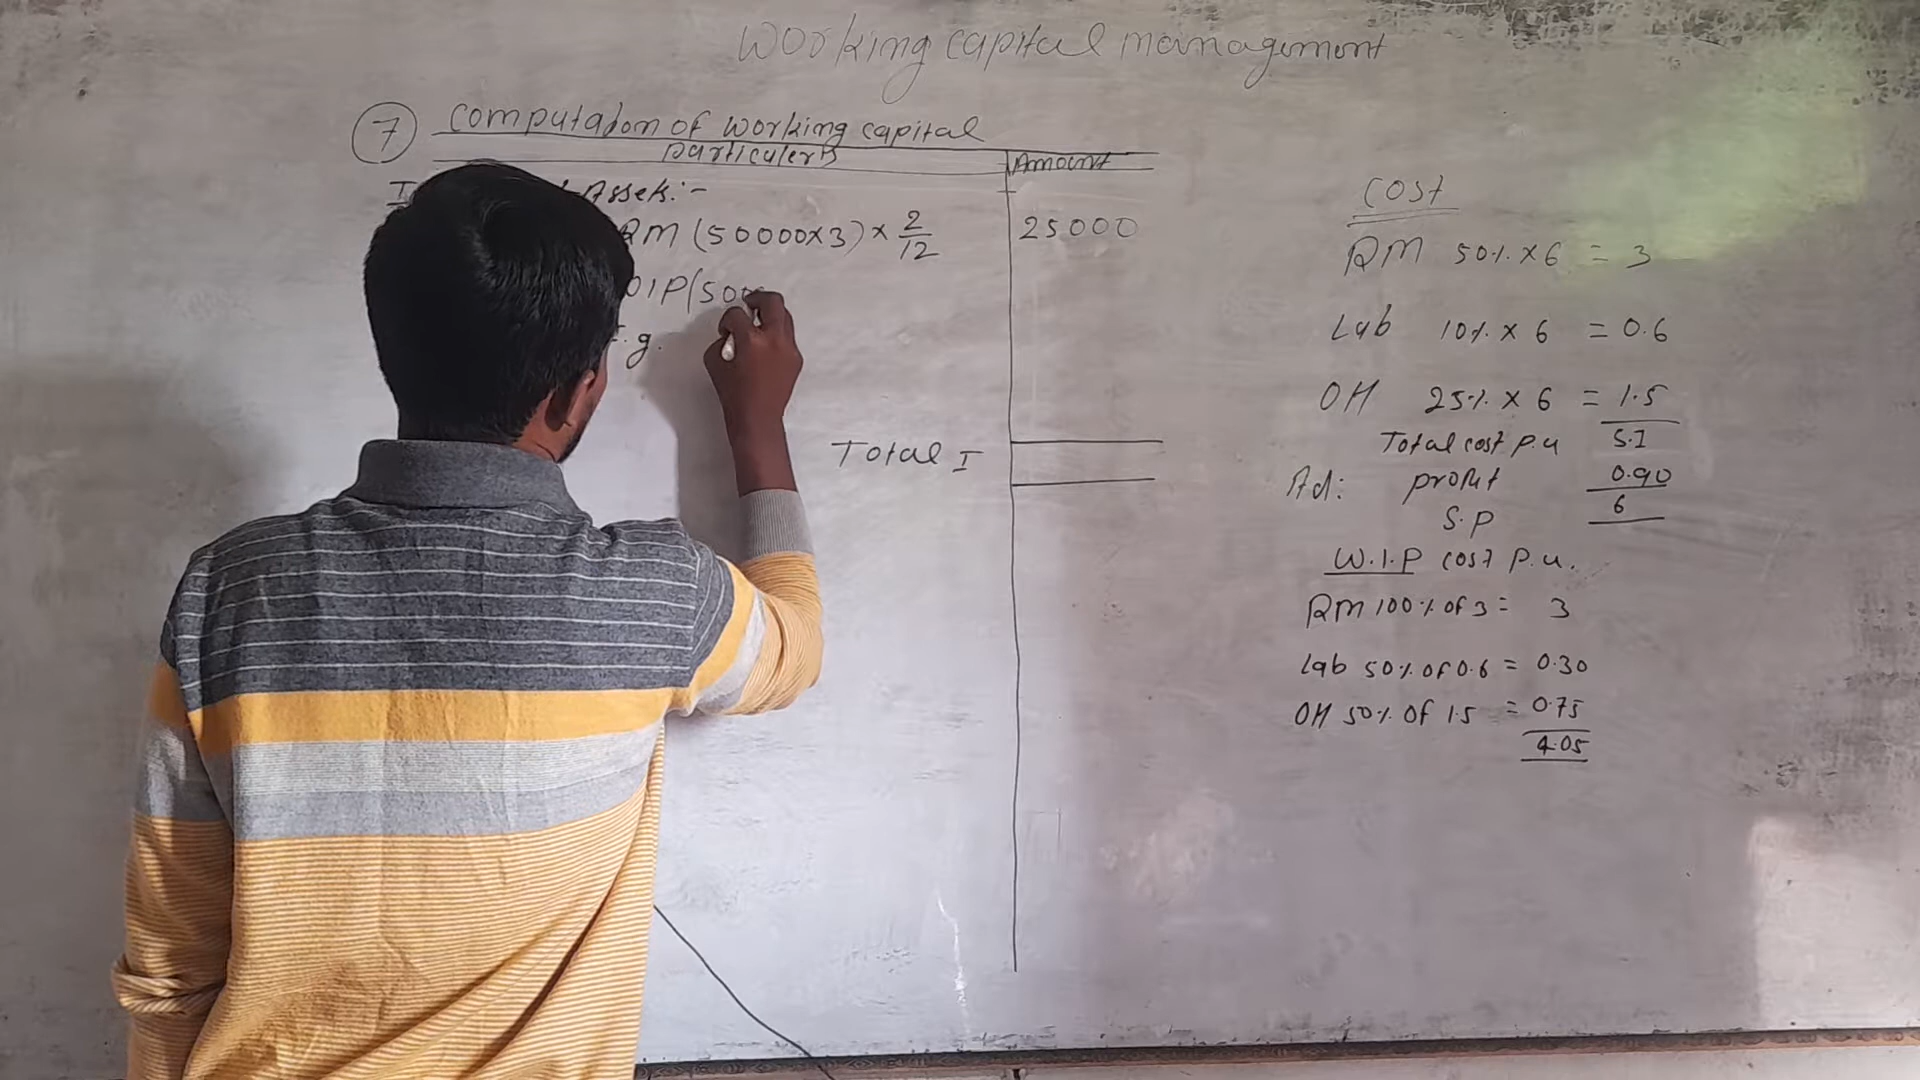 Working capital management
7 Computation of working capital
Particulers Amount
I Assets:-
RM (50000x3) x 2/12 25000
OIP(500
F.g.
Total I
COST
RM 50% x 6 = 3
Lab 10% x 6 = 0.6
OH 25% x 6 = 1.5
Total cost p.u 5.1
Ad: profit 0.90
S.P 6
W.I.P cost p.u.
RM 100% of 3 = 3
Lab 50% of 0.6 = 0.30
OH 50% of 1.5 = 0.75
4.05